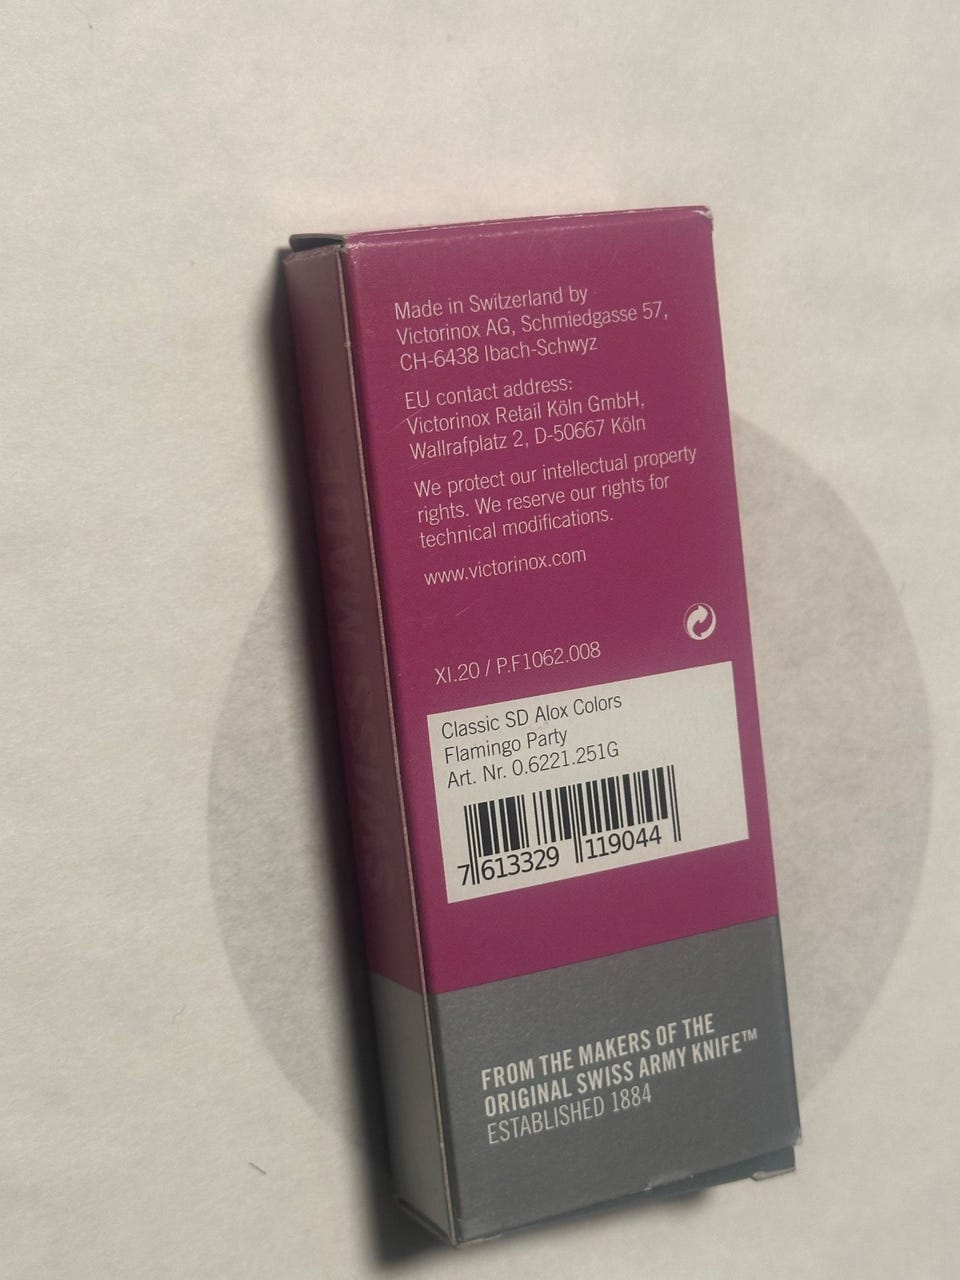 Made in Switzerland by
Victorinox AG, Schmiedgasse 57,
CH-6438 Ibach-Schwyz
EU contact address:
Victorinox Retail Köln GmbH,
Wallrafplatz 2, D-50667 Köln
We protect our intellectual property
rights. We reserve our rights for
technical modifications.
www.victorinox.com
XI.20 / P.F1062.008
Classic SD Alox Colors
Flamingo Party
Art. Nr. 0.6221.251G
7 613329 119044
FROM THE MAKERS OF THE
ORIGINAL SWISS ARMY KNIFE™
ESTABLISHED 1884
SWISS MADE